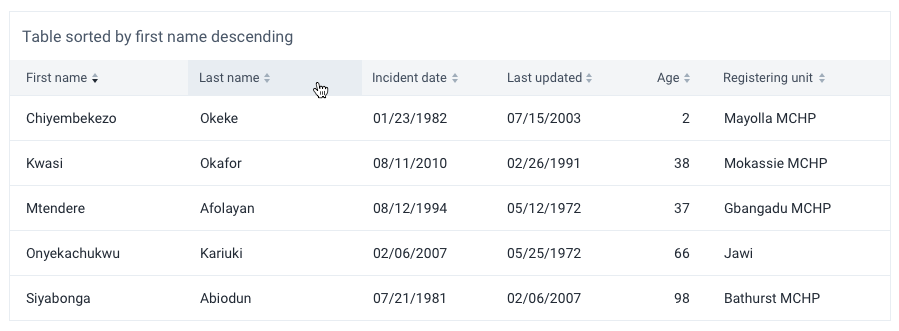 Table sorted by first name descending
First name Last name Incident date Last updated Age Registering unit
Chiyembekezo Okeke 01/23/1982 07/15/2003 2 Mayolla MCHP
Kwasi Okafor 08/11/2010 02/26/1991 38 Mokassie MCHP
Mtendere Afolayan 08/12/1994 05/12/1972 37 Gbangadu MCHP
Onyekachukwu Kariuki 02/06/2007 05/25/1972 66 Jawi
Siyabonga Abiodun 07/21/1981 02/06/2007 98 Bathurst MCHP